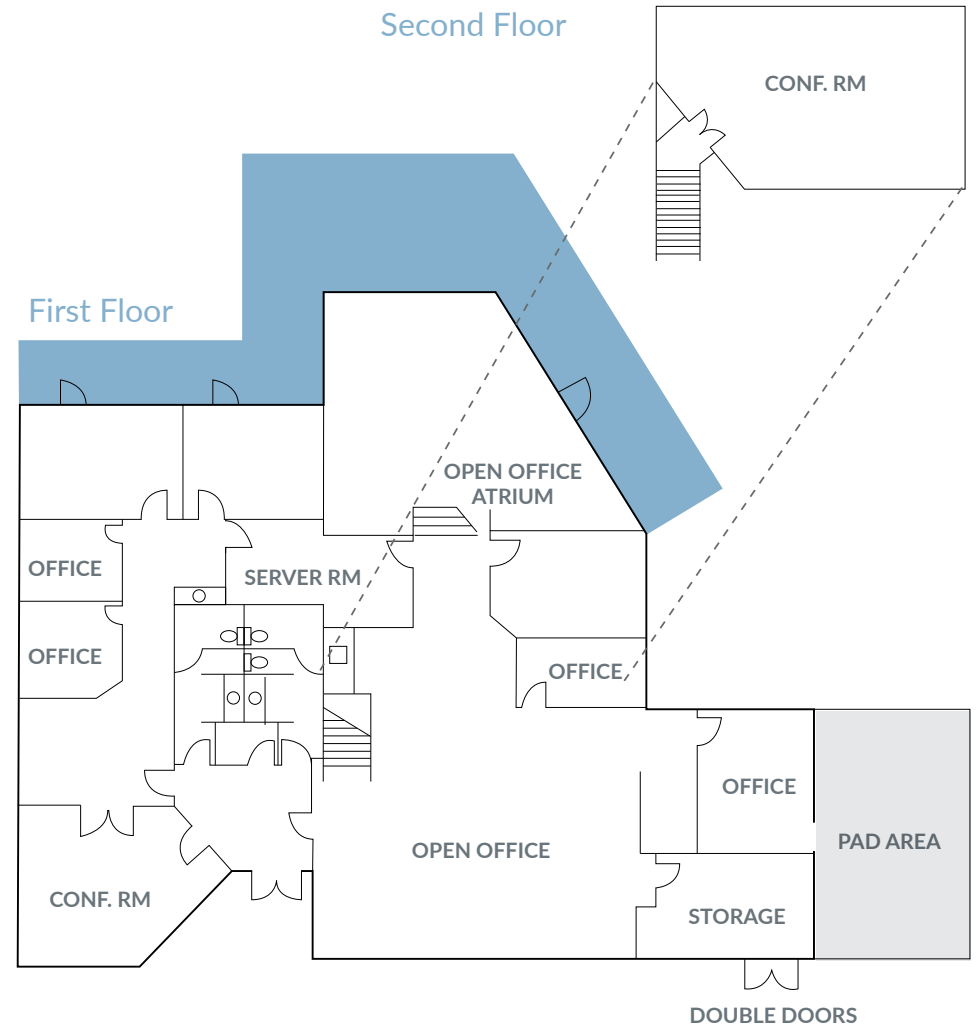 Second Floor
CONF. RM
First Floor
OPEN OFFICE
ATRIUM
OFFICE
SERVER RM
OFFICE
OFFICE
OFFICE
PAD AREA
OPEN OFFICE
CONF. RM
STORAGE
DOUBLE DOORS